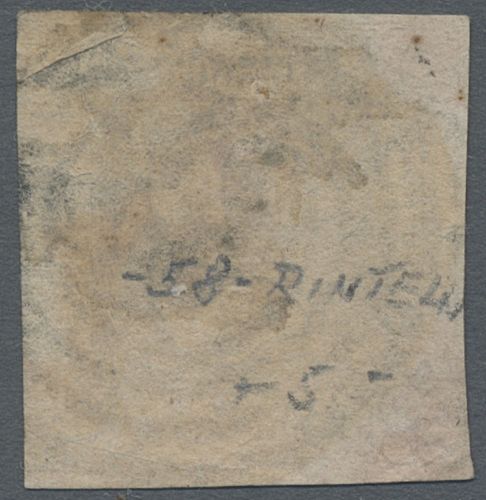 -58- RINTELN
+5-